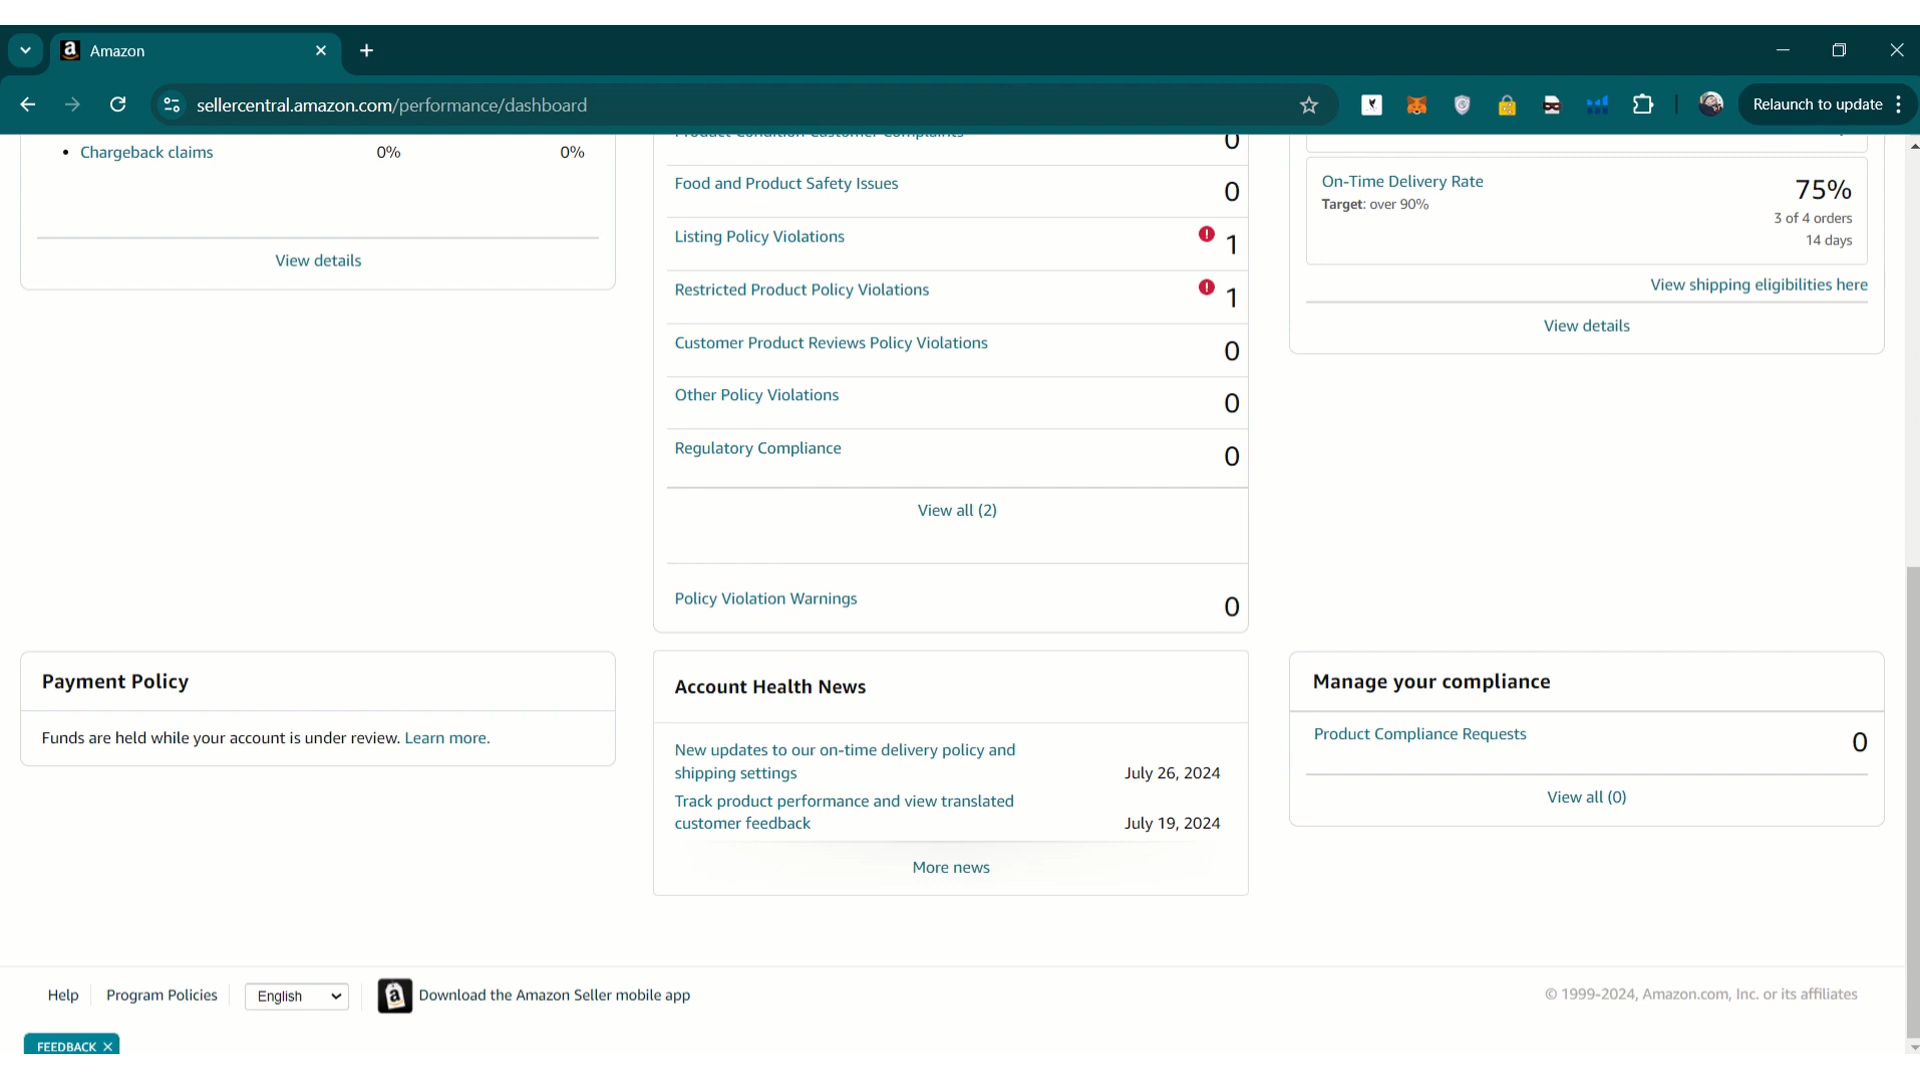 Amazon
sellercentral.amazon.com/performance/dashboard
Relaunch to update
• Chargeback claims 0% 0%
View details
Product Condition Customer Complaints 0
Food and Product Safety Issues 0
Listing Policy Violations 1
Restricted Product Policy Violations 1
Customer Product Reviews Policy Violations 0
Other Policy Violations 0
Regulatory Compliance 0
View all (2)
Policy Violation Warnings 0
On-Time Delivery Rate 75%
Target: over 90%
3 of 4 orders
14 days
View shipping eligibilities here
View details
Payment Policy
Funds are held while your account is under review. Learn more.
Account Health News
New updates to our on-time delivery policy and
shipping settings July 26, 2024
Track product performance and view translated
customer feedback July 19, 2024
More news
Manage your compliance
Product Compliance Requests 0
View all (0)
Help Program Policies English Download the Amazon Seller mobile app © 1999-2024, Amazon.com, Inc. or its affiliates
FEEDBACK